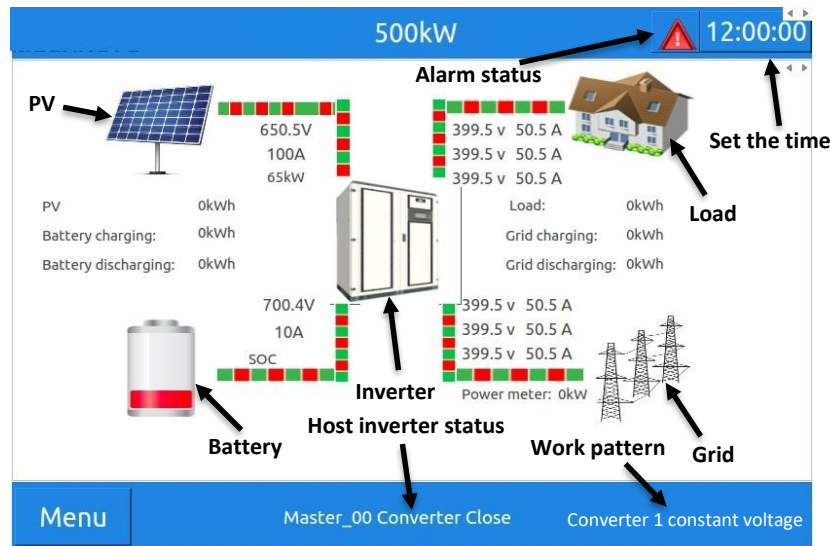 500kW
12:00:00
Alarm status
PV
Set the time
650.5V
100A
65kW
399.5 v 50.5 A
399.5 v 50.5 A
399.5 v 50.5 A
Load
PV 0kWh
Battery charging: 0kWh
Battery discharging: 0kWh
Load: 0kWh
Grid charging: 0kWh
Grid discharging: 0kWh
700.4V
10A
SOC
399.5 v 50.5 A
399.5 v 50.5 A
399.5 v 50.5 A
Power meter: 0kW
Inverter
Battery
Host inverter status
Work pattern
Grid
Menu
Master_00 Converter Close
Converter 1 constant voltage